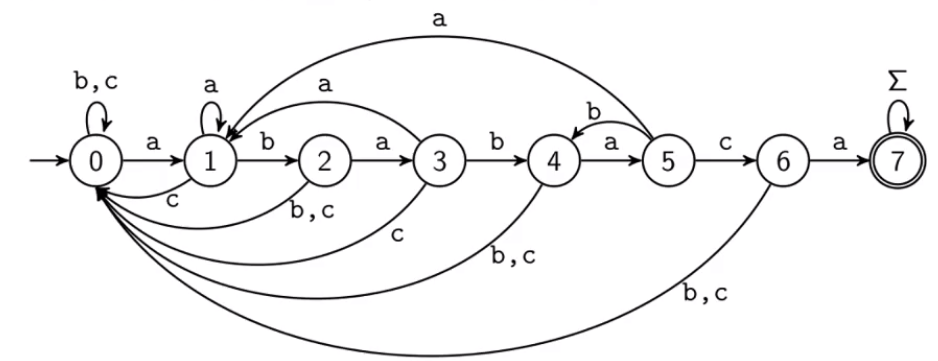 a
b,c a a b Σ
0 a 1 b 2 a 3 b 4 a 5 c 6 a 7
c b,c c b,c b,c